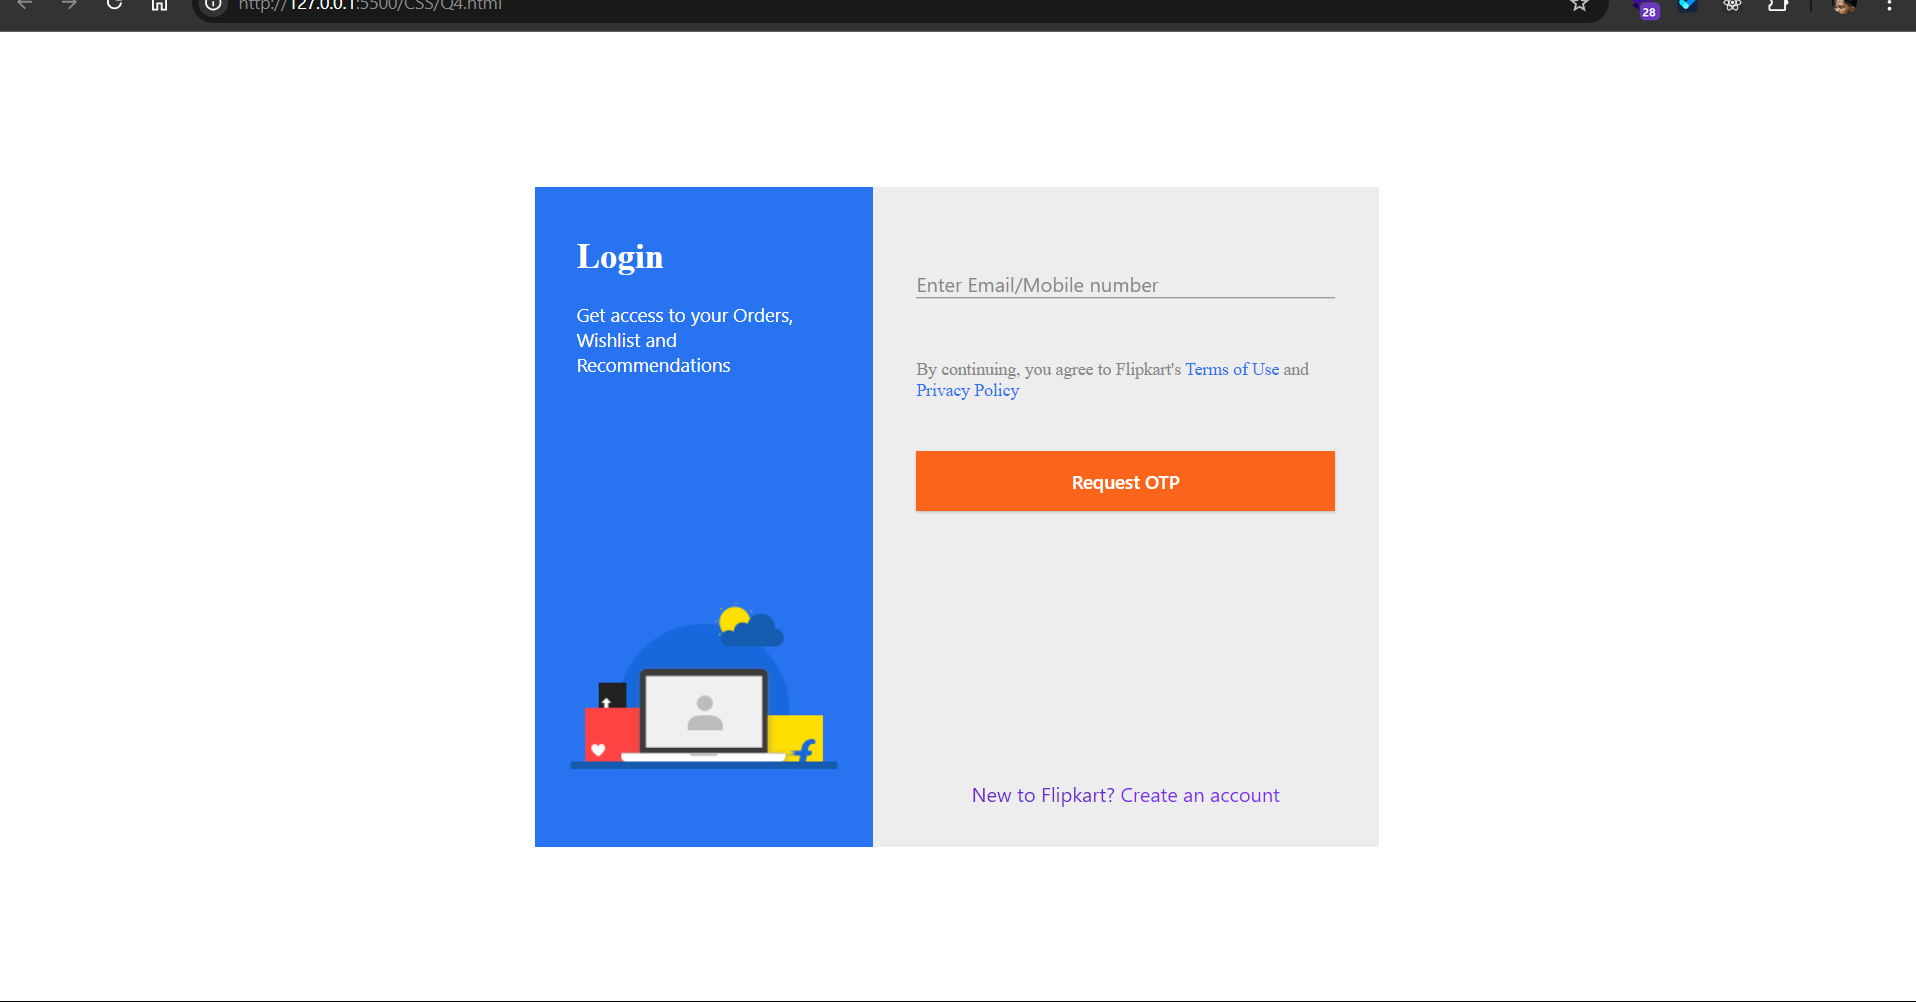 http://127.0.0.1:5500/CSS/Q4.html
28
Login
Get access to your Orders,
Wishlist and
Recommendations
Enter Email/Mobile number
By continuing, you agree to Flipkart's Terms of Use and
Privacy Policy
Request OTP
f
New to Flipkart? Create an account